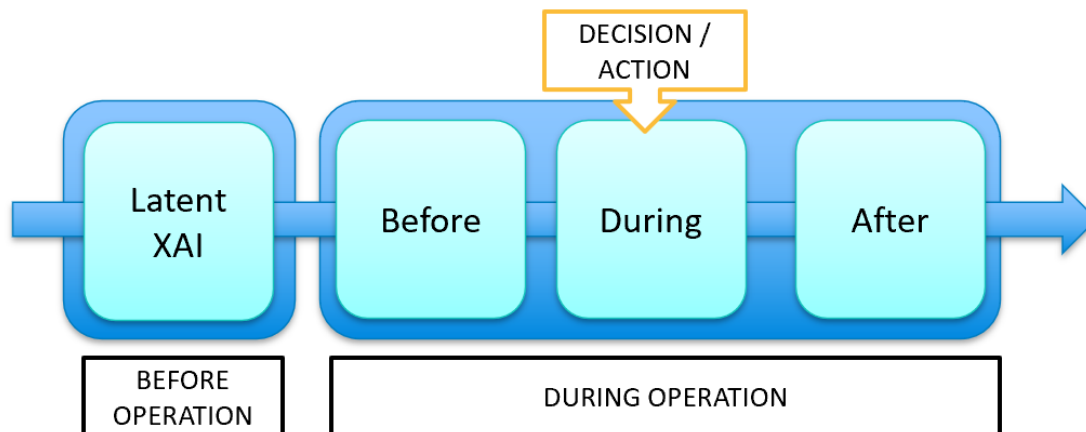 DECISION /
ACTION
Latent
XAI
Before
During
After
BEFORE
OPERATION
DURING OPERATION